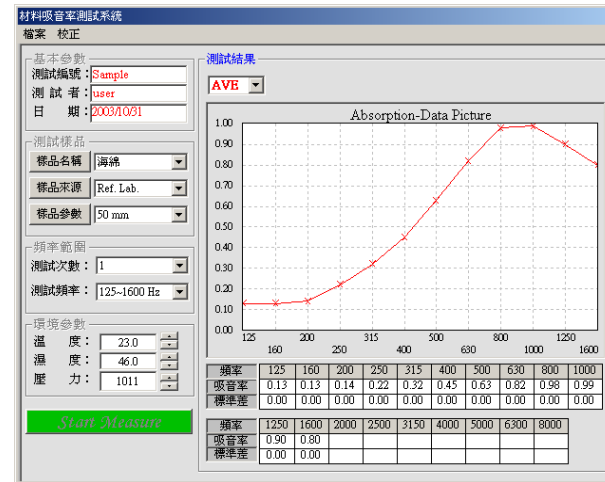 材料吸音率測試系統
檔案 校正
基本參數
測試編號：Sample
測 試 者：user
日 期：2003/10/31
測試樣品
樣品名稱 海綿
樣品來源 Ref. Lab.
樣品參數 50 mm
頻率範圍
測試次數：1
測試頻率：125~1600 Hz
環境參數
溫 度： 23.0
濕 度： 46.0
壓 力： 1011
Start Measure
測試結果
AVE
Absorption-Data Picture
1.00
0.90
0.80
0.70
0.60
0.50
0.40
0.30
0.20
0.10
0.00
125 200 315 500 800 1250
160 250 400 630 1000 1600
頻率 125 160 200 250 315 400 500 630 800 1000
吸音率 0.13 0.13 0.14 0.22 0.32 0.45 0.63 0.82 0.98 0.99
標準差 0.00 0.00 0.00 0.00 0.00 0.00 0.00 0.00 0.00 0.00
頻率 1250 1600 2000 2500 3150 4000 5000 6300 8000
吸音率 0.90 0.80
標準差 0.00 0.00